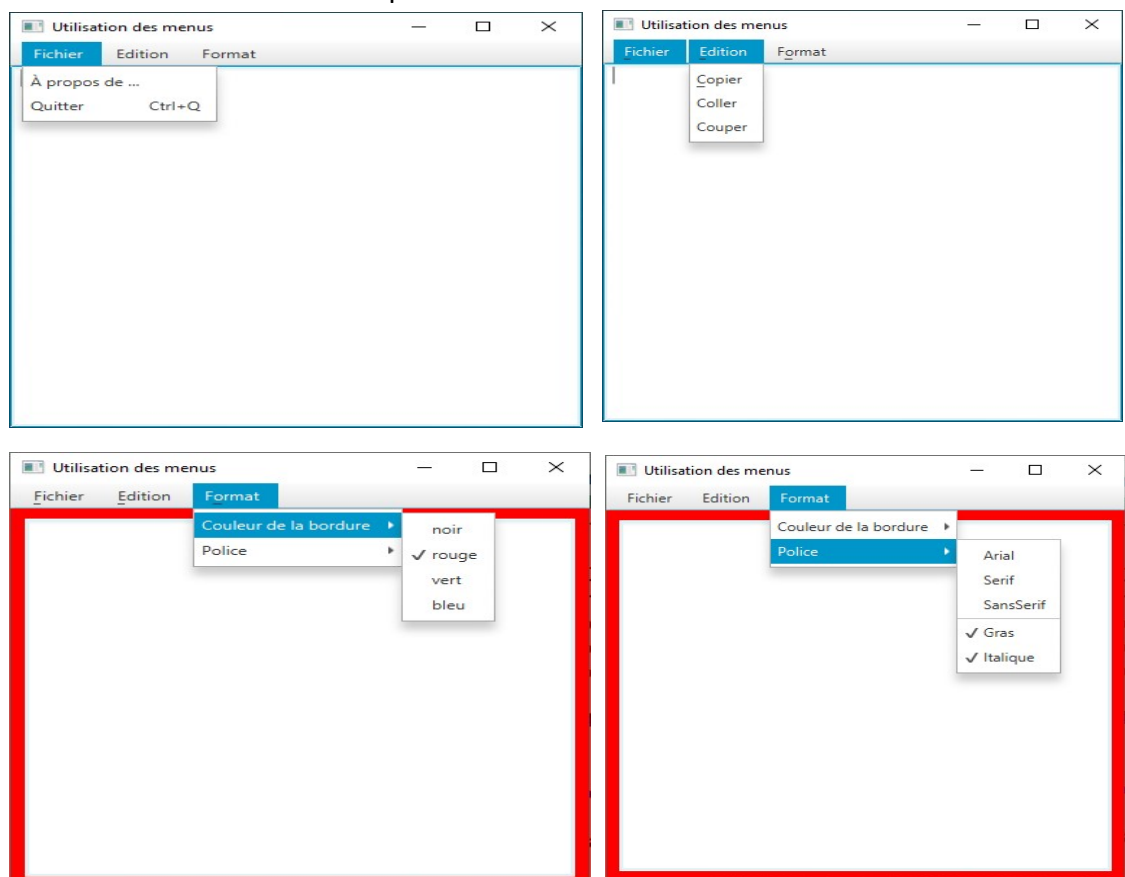 Utilisation des menus
Fichier Edition Format
À propos de ...
Quitter Ctrl+Q
Utilisation des menus
Fichier Edition Format
Copier
Coller
Couper
Utilisation des menus
Fichier Edition Format
Couleur de la bordure
Police
noir
rouge
vert
bleu
Utilisation des menus
Fichier Edition Format
Couleur de la bordure
Police
Arial
Serif
SansSerif
Gras
Italique